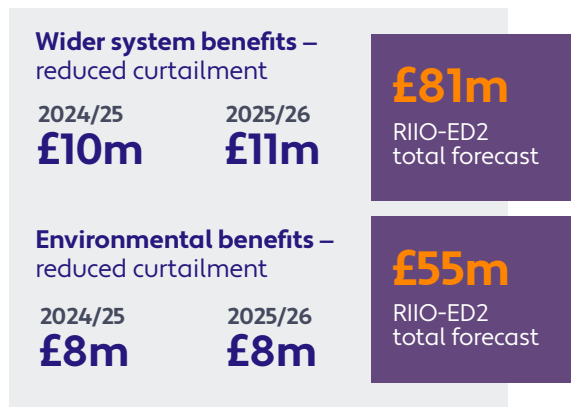 Wider system benefits –
reduced curtailment
2024/25
£10m
2025/26
£11m
£81m
RIIO-ED2
total forecast
Environmental benefits –
reduced curtailment
2024/25
£8m
2025/26
£8m
£55m
RIIO-ED2
total forecast